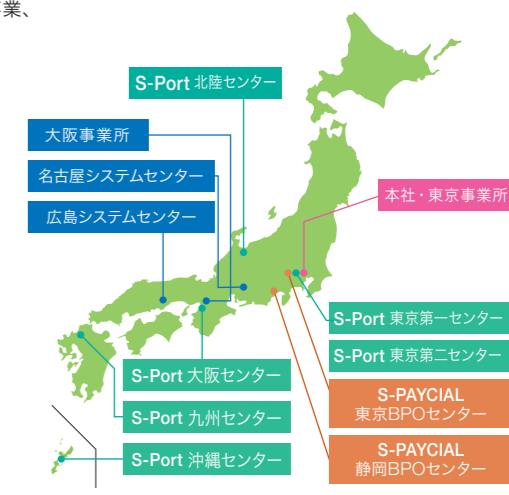 業、
S-Port 北陸センター
大阪事業所
名古屋システムセンター
広島システムセンター
本社・東京事業所
S-Port 東京第一センター
S-Port 東京第二センター
S-PAYCIAL
東京BPOセンター
S-PAYCIAL
静岡BPOセンター
S-Port 大阪センター
S-Port 九州センター
S-Port 沖縄センター